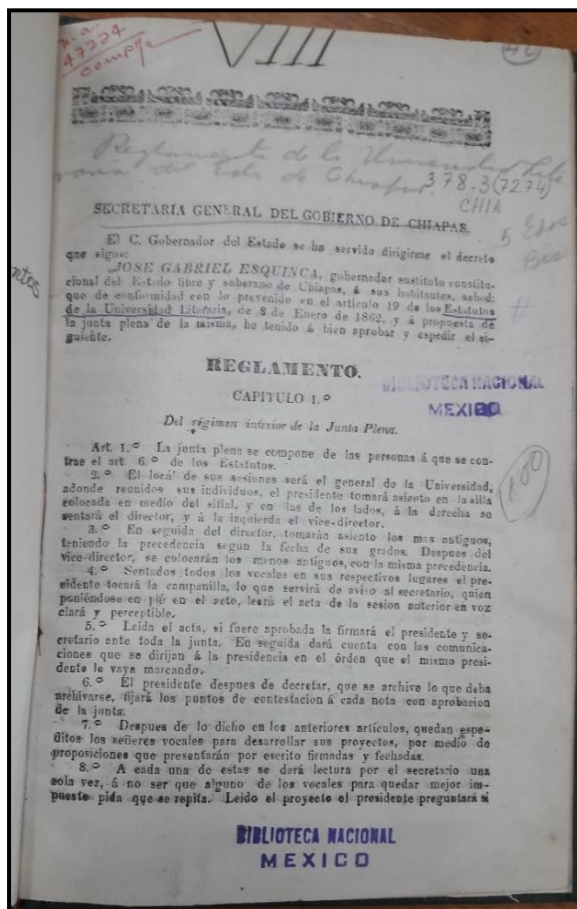 n.a.
47224
compl
VIII
Reglamento de la Universidad Lite
raria del Edo de Chiapas.
378.3(72.74)
CHIA
5 Edos
SECRETARIA GENERAL DEL GOBIERNO DE CHIAPAS.
El C. Gobernador del Estado se ha servido dirigirme el decreto
que sigue:
„JOSE GABRIEL ESQUINCA, gobernador sustituto constitu-
cional del Estado libre y soberano de Chiapas, á sus habitantes, sabed:
que de conformidad con lo prevenido en el artículo 19 de los Estatutos
de la Universidad Literaria, de 8 de Enero de 1862, y á propuesta de
la junta plena de la misma, he tenido á bien aprobar y espedir el si-
guiente.
#
REGLAMENTO.
BIBLIOTECA NACIONAL
MEXICO
CAPITULO I.º
Del régimen interior de la Junta Plena.
Art. 1.º La junta plena se compone de las personas á que se con-
trae el art. 6.º de los Estatutos.
2.º El local de sus sesiones será el general de la Universidad,
adonde reunidos sus individuos, el presidente tomará asiento en la silla
colocada en medio del sitial, y en las de los lados, á la derecha se
sentará el director, y á la izquierda el vice-director.
3.º En seguida del director, tomarán asiento los mas antiguos,
teniendo la precedencia segun la fecha de sus grados. Despues del
vice-director, se colocarán los menos antiguos, con la misma precedencia.
4.º Sentados todos los vocales en sus respectivos lugares el pre-
sidente tocará la campanilla, lo que servirá de aviso al secretario, quien
poniéndose en pié en el acto, leerá el acta de la sesion anterior en voz
clara y perceptible.
5.º Leida el acta, si fuere aprobada la firmará el presidente y se-
cretario ante toda la junta. En seguida dará cuenta con las comunica-
ciones que se dirijan á la presidencia en el órden que el mismo presi-
dente le vaya marcando.
6.º El presidente despues de decretar, que se archive lo que deba
archivarse, fijará los puntos de contestacion á cada nota con aprobacion
de la junta.
7.º Despues de lo dicho en los anteriores artículos, quedan espe-
ditos los señeres vocales para desarrollar sus proyectos, por medio de
proposiciones que presentarán por escrito firmadas y fechadas.
8.º A cada una de estas se dará lectura por el secretario una
sola vez, á no ser que alguno de los vocales para quedar mejor im-
puesto pida que se repita. Leido el proyecto el presidente preguntará si
BIBLIOTECA NACIONAL
MEXICO